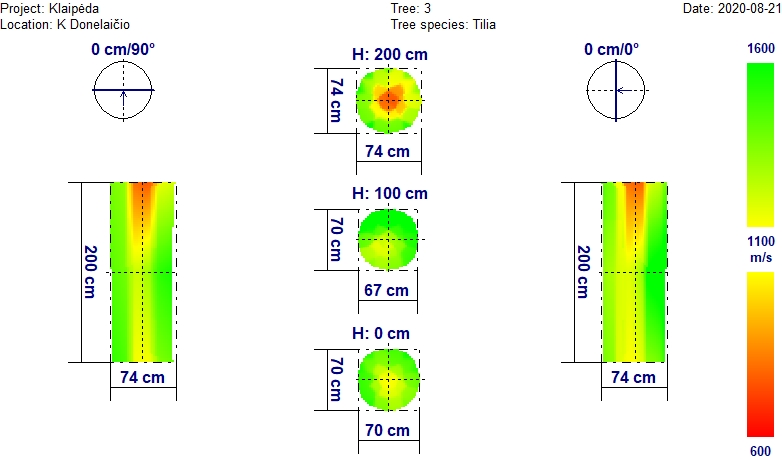 Project: Klaipėda
Tree: 3
Date: 2020-08-21
Location: K Donelaičio
Tree species: Tilia
0 cm/90°
H: 200 cm
0 cm/0°
1600
74 cm
74 cm
H: 100 cm
70 cm
67 cm
200 cm
200 cm
1100
m/s
H: 0 cm
70 cm
70 cm
74 cm
74 cm
600